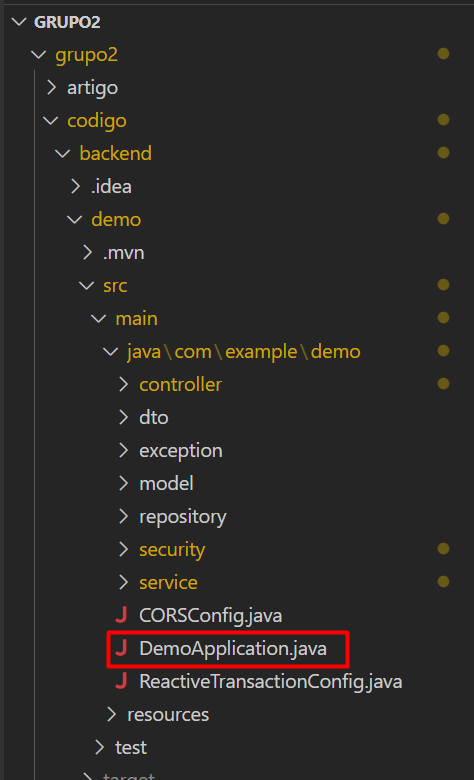 GRUPO2
grupo2
artigo
codigo
backend
.idea
demo
.mvn
src
main
java\com\example\demo
controller
dto
exception
model
repository
security
service
J CORSConfig.java
J DemoApplication.java
J ReactiveTransactionConfig.java
resources
test
target